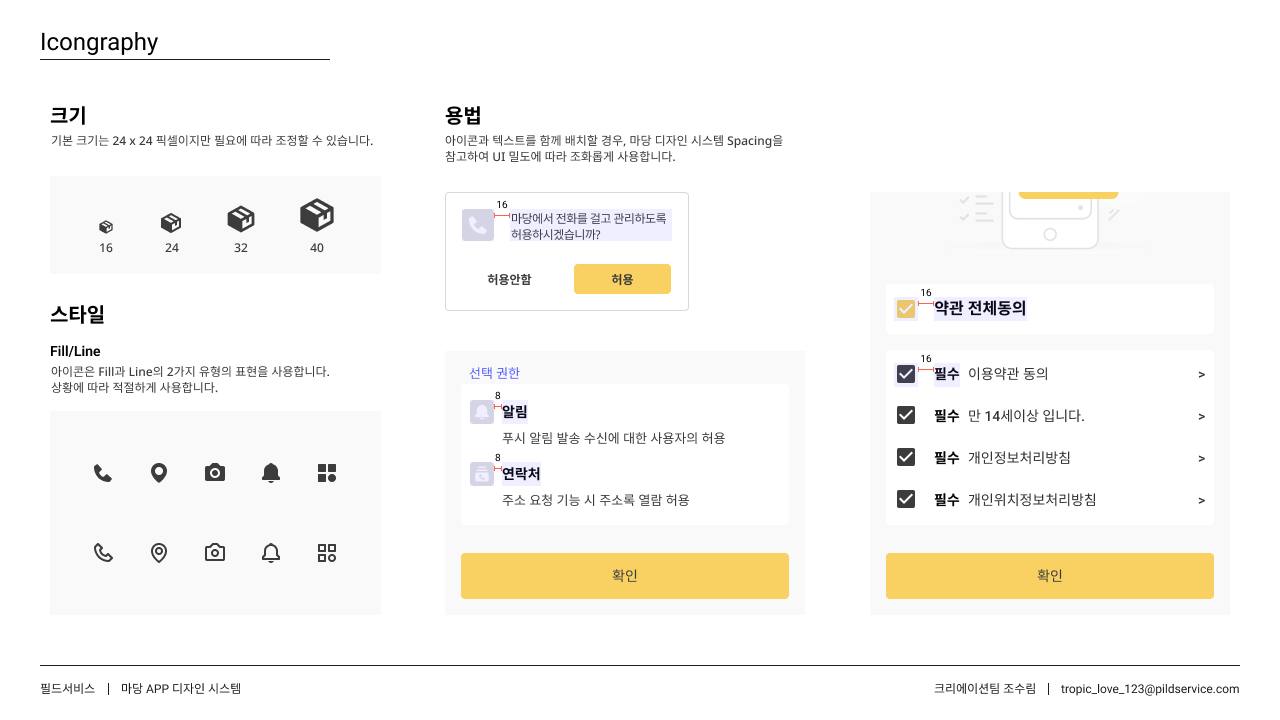 Icongraphy
크기
기본 크기는 24 x 24 픽셀이지만 필요에 따라 조정할 수 있습니다.
16
24
32
40
스타일
Fill/Line
아이콘은 Fill과 Line의 2가지 유형의 표현을 사용합니다.
상황에 따라 적절하게 사용합니다.
용법
아이콘과 텍스트를 함께 배치할 경우, 마당 디자인 시스템 Spacing을
참고하여 UI 밀도에 따라 조화롭게 사용합니다.
16
마당에서 전화를 걸고 관리하도록
허용하시겠습니까?
허용안함
허용
선택 권한
8
알림
푸시 알림 발송 수신에 대한 사용자의 허용
8
연락처
주소 요청 기능 시 주소록 열람 허용
확인
16
약관 전체동의
16
필수 이용약관 동의 >
필수 만 14세이상 입니다. >
필수 개인정보처리방침 >
필수 개인위치정보처리방침 >
확인
필드서비스 | 마당 APP 디자인 시스템
크리에이션팀 조수림 | tropic_love_123@pildservice.com